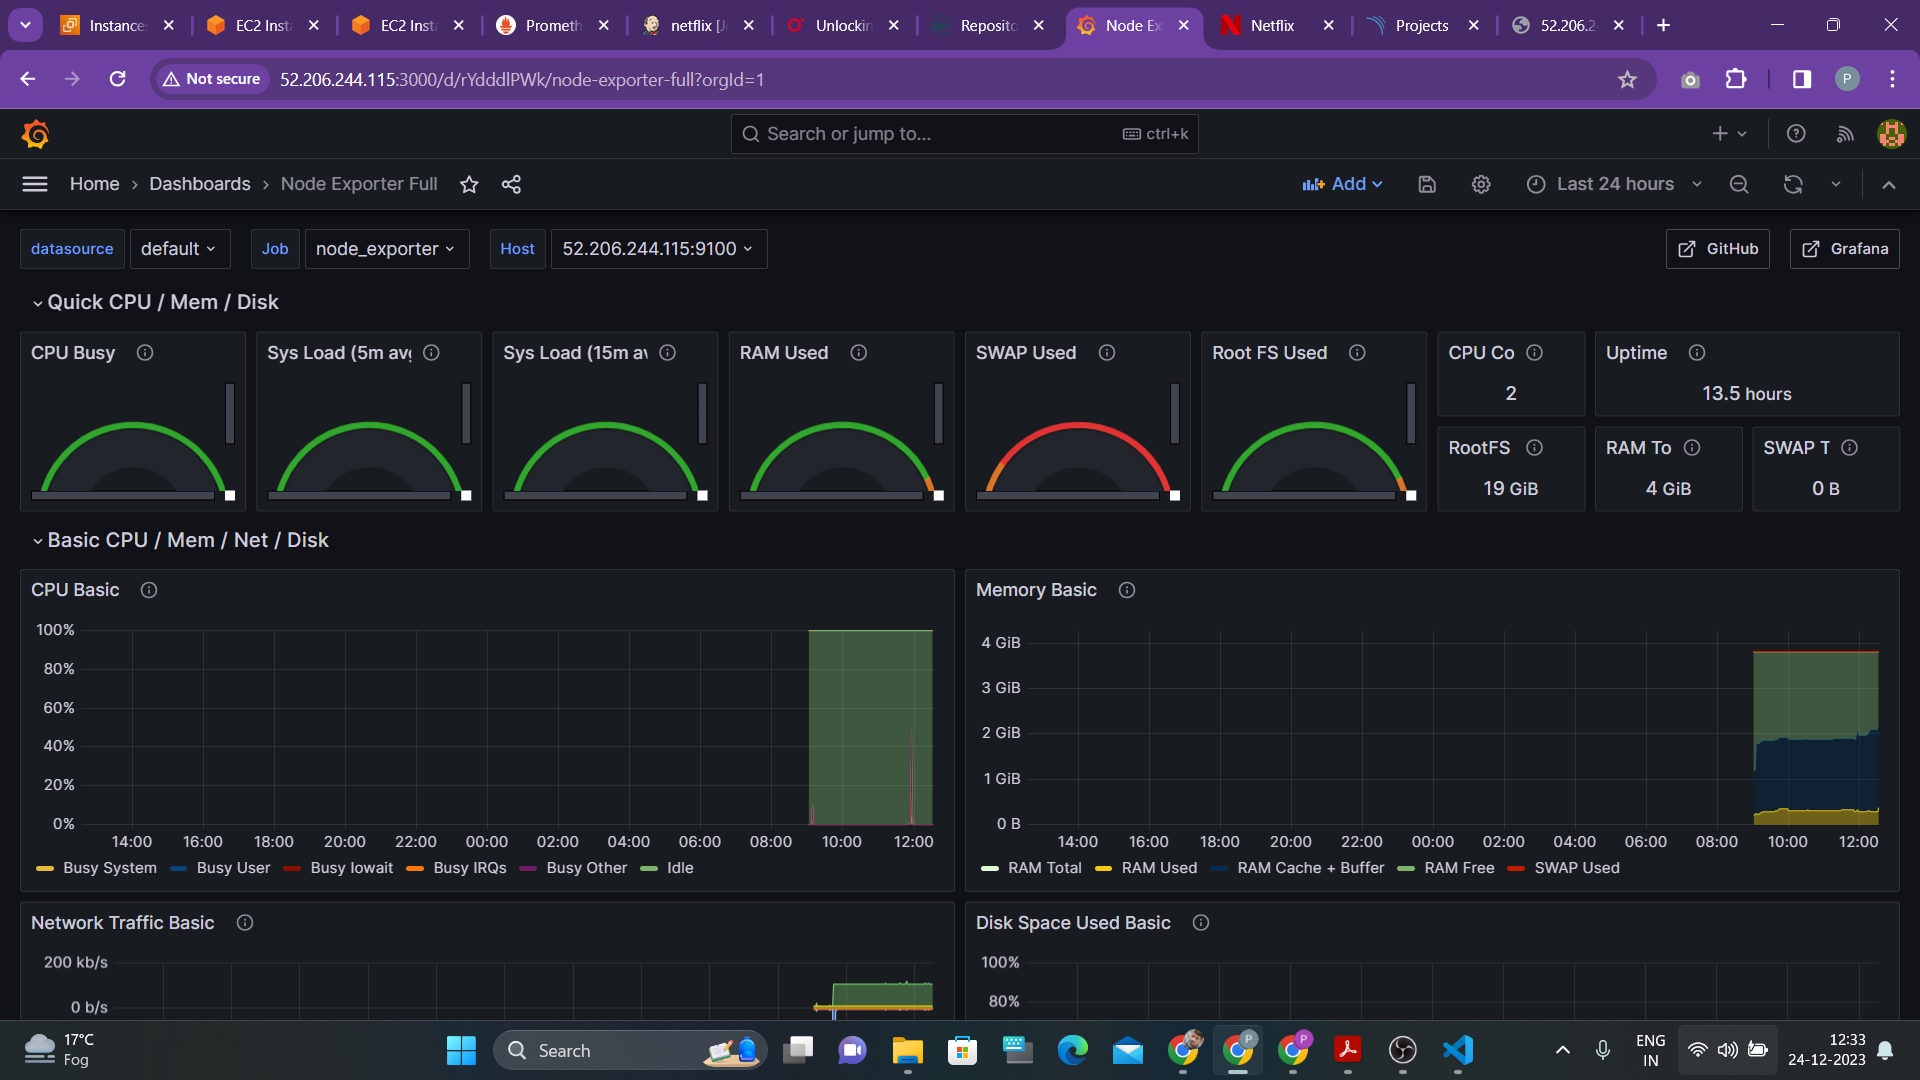 Instances
EC2 Insta
EC2 Insta
Prometh
netflix [Je
Unlockin
Reposito
Node Ex
Netflix
Projects
52.206.2
Not secure
52.206.244.115:3000/d/rYdddlPWk/node-exporter-full?orgId=1
P
Search or jump to...
ctrl+k
Home
Dashboards
Node Exporter Full
Add
Last 24 hours
datasource
default
Job
node_exporter
Host
52.206.244.115:9100
GitHub
Grafana
Quick CPU / Mem / Disk
CPU Busy
Sys Load (5m avg
Sys Load (15m av
RAM Used
SWAP Used
Root FS Used
CPU Co
2
Uptime
13.5 hours
RootFS
19 GiB
RAM To
4 GiB
SWAP T
0 B
Basic CPU / Mem / Net / Disk
CPU Basic
100%
80%
60%
40%
20%
0%
14:00 16:00 18:00 20:00 22:00 00:00 02:00 04:00 06:00 08:00 10:00 12:00
Busy System Busy User Busy Iowait Busy IRQs Busy Other Idle
Memory Basic
4 GiB
3 GiB
2 GiB
1 GiB
0 B
14:00 16:00 18:00 20:00 22:00 00:00 02:00 04:00 06:00 08:00 10:00 12:00
RAM Total RAM Used RAM Cache + Buffer RAM Free SWAP Used
Network Traffic Basic
200 kb/s
0 b/s
Disk Space Used Basic
100%
80%
17°C
Fog
Search
P
P
ENG
IN
12:33
24-12-2023